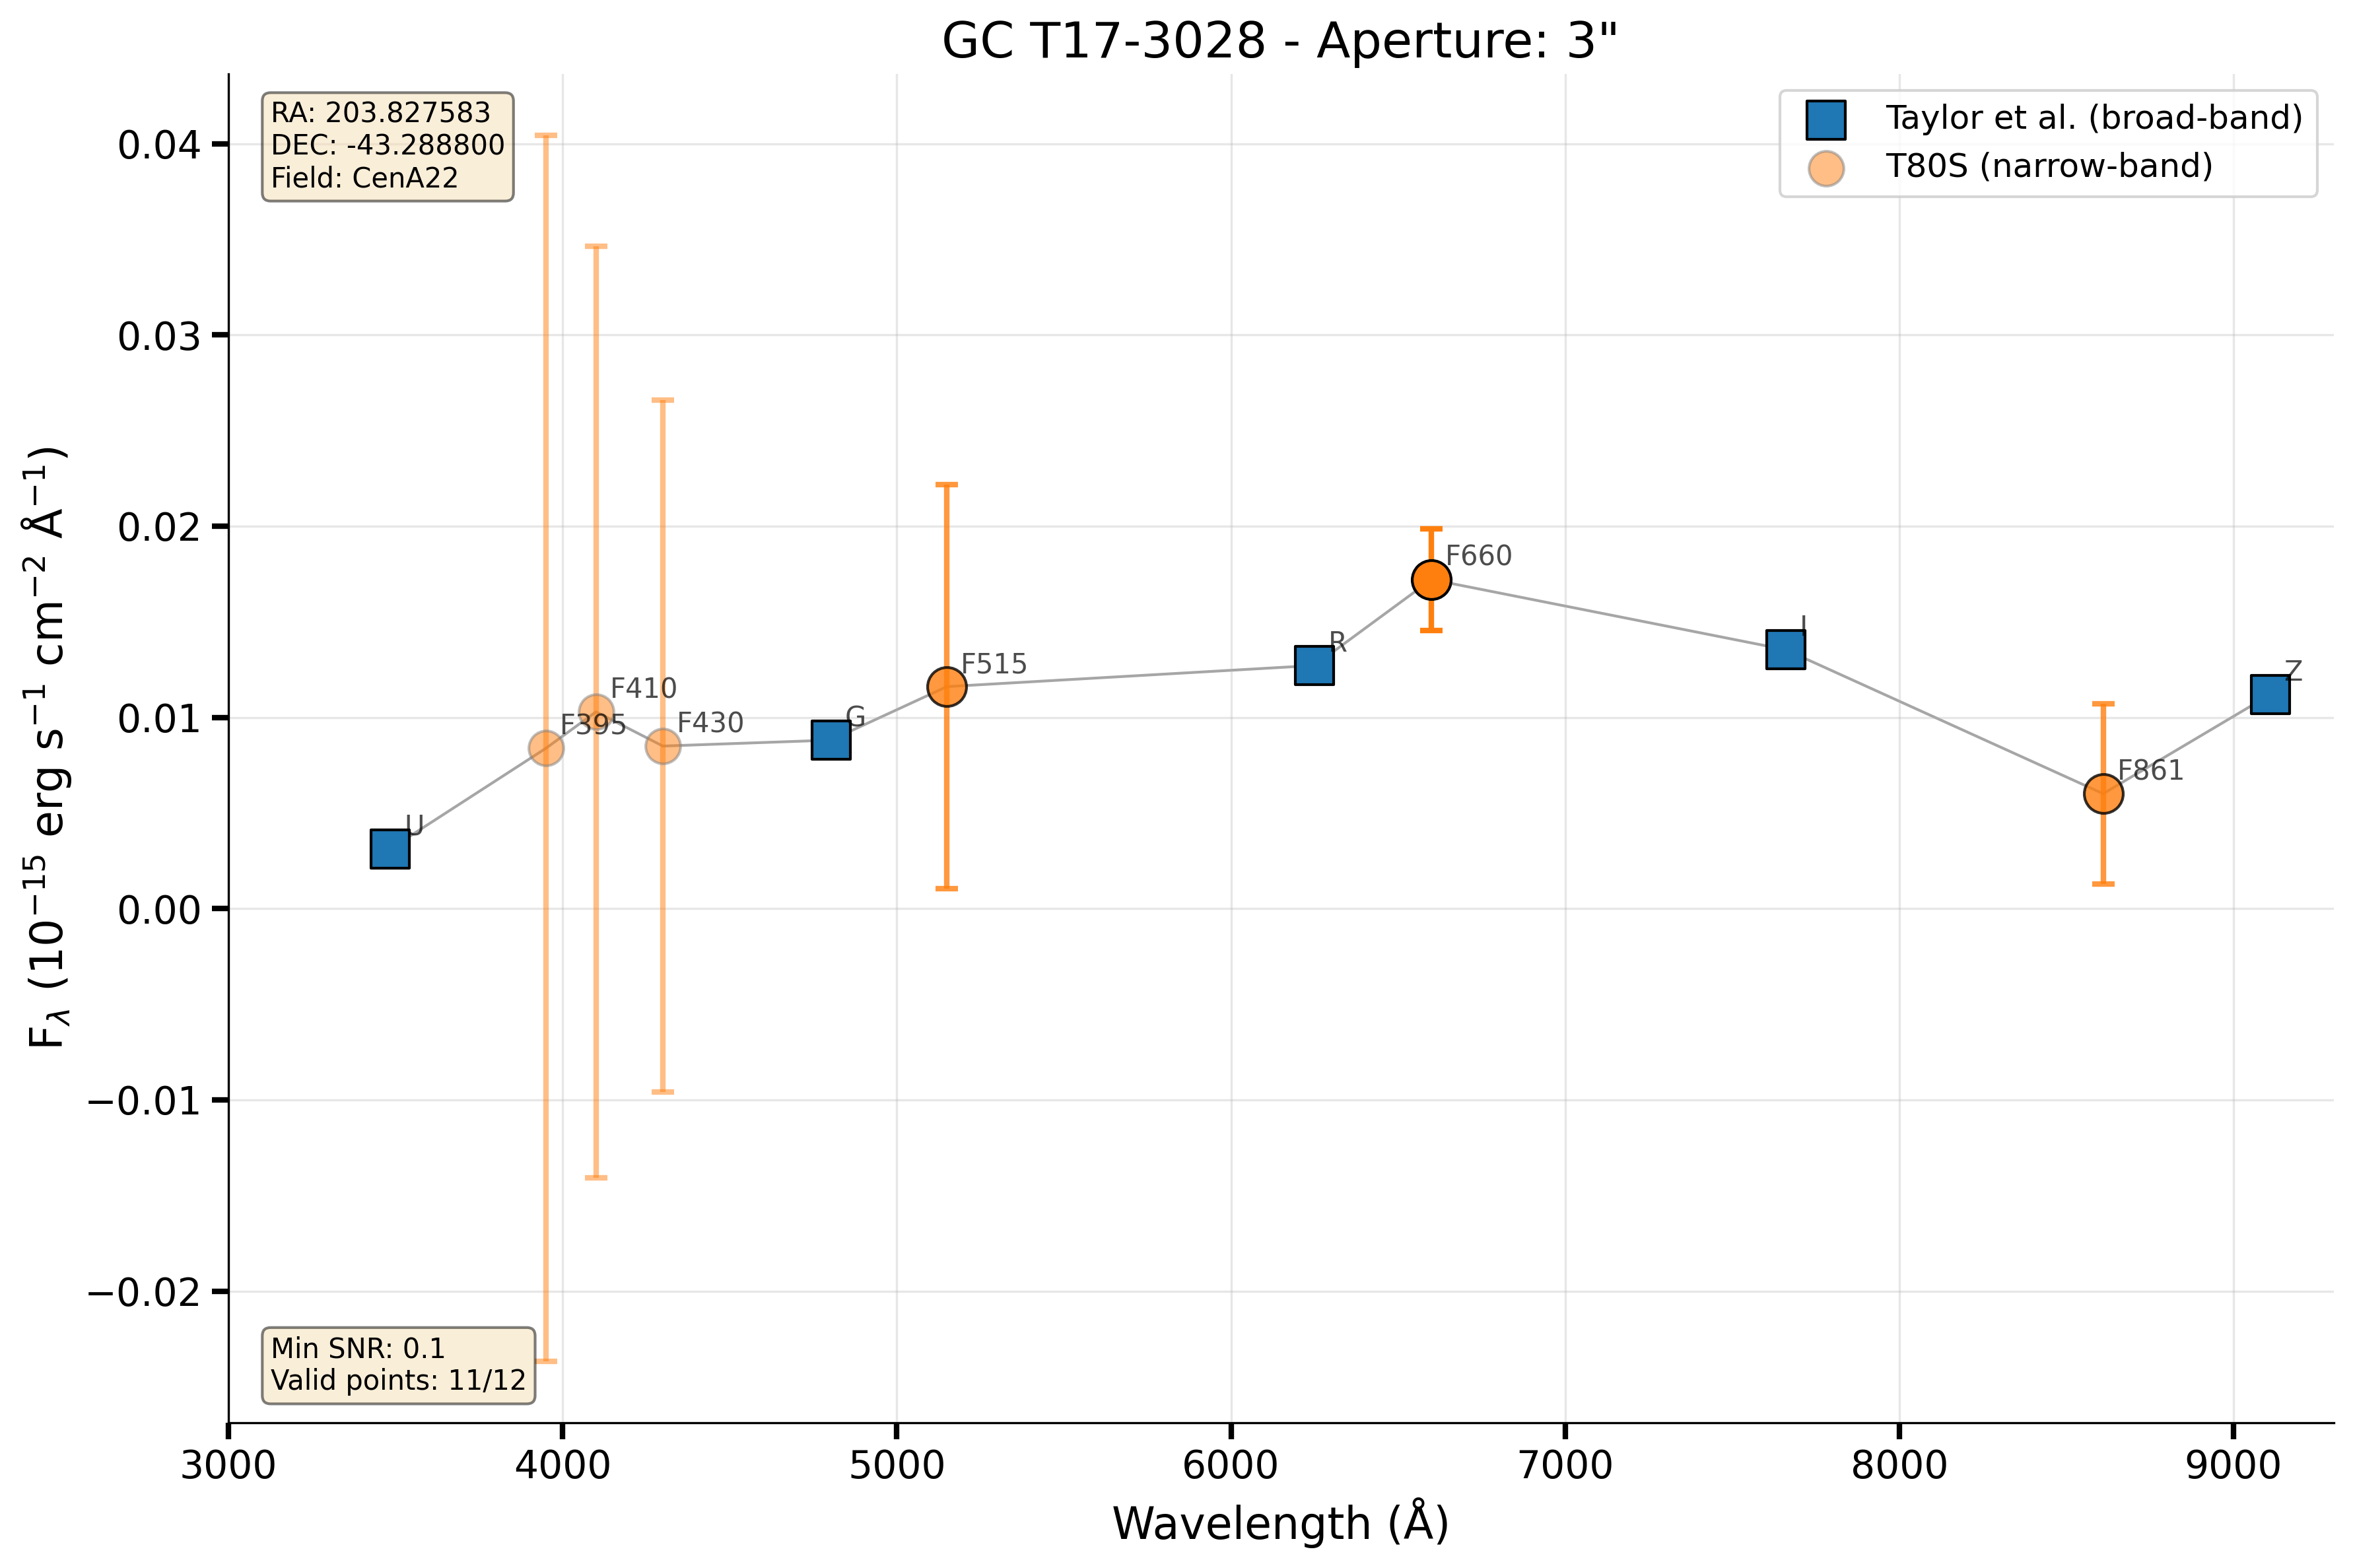 GC T17-3028 - Aperture: 3"
RA: 203.827583
DEC: -43.288800
Field: CenA22
Taylor et al. (broad-band)
T80S (narrow-band)
F_λ (10⁻¹⁵ erg s⁻¹ cm⁻² Å⁻¹)
0.04
0.03
0.02
0.01
0.00
−0.01
−0.02
U
F395
F410
F430
G
F515
R
F660
I
F861
Z
Min SNR: 0.1
Valid points: 11/12
3000
4000
5000
6000
7000
8000
9000
Wavelength (Å)